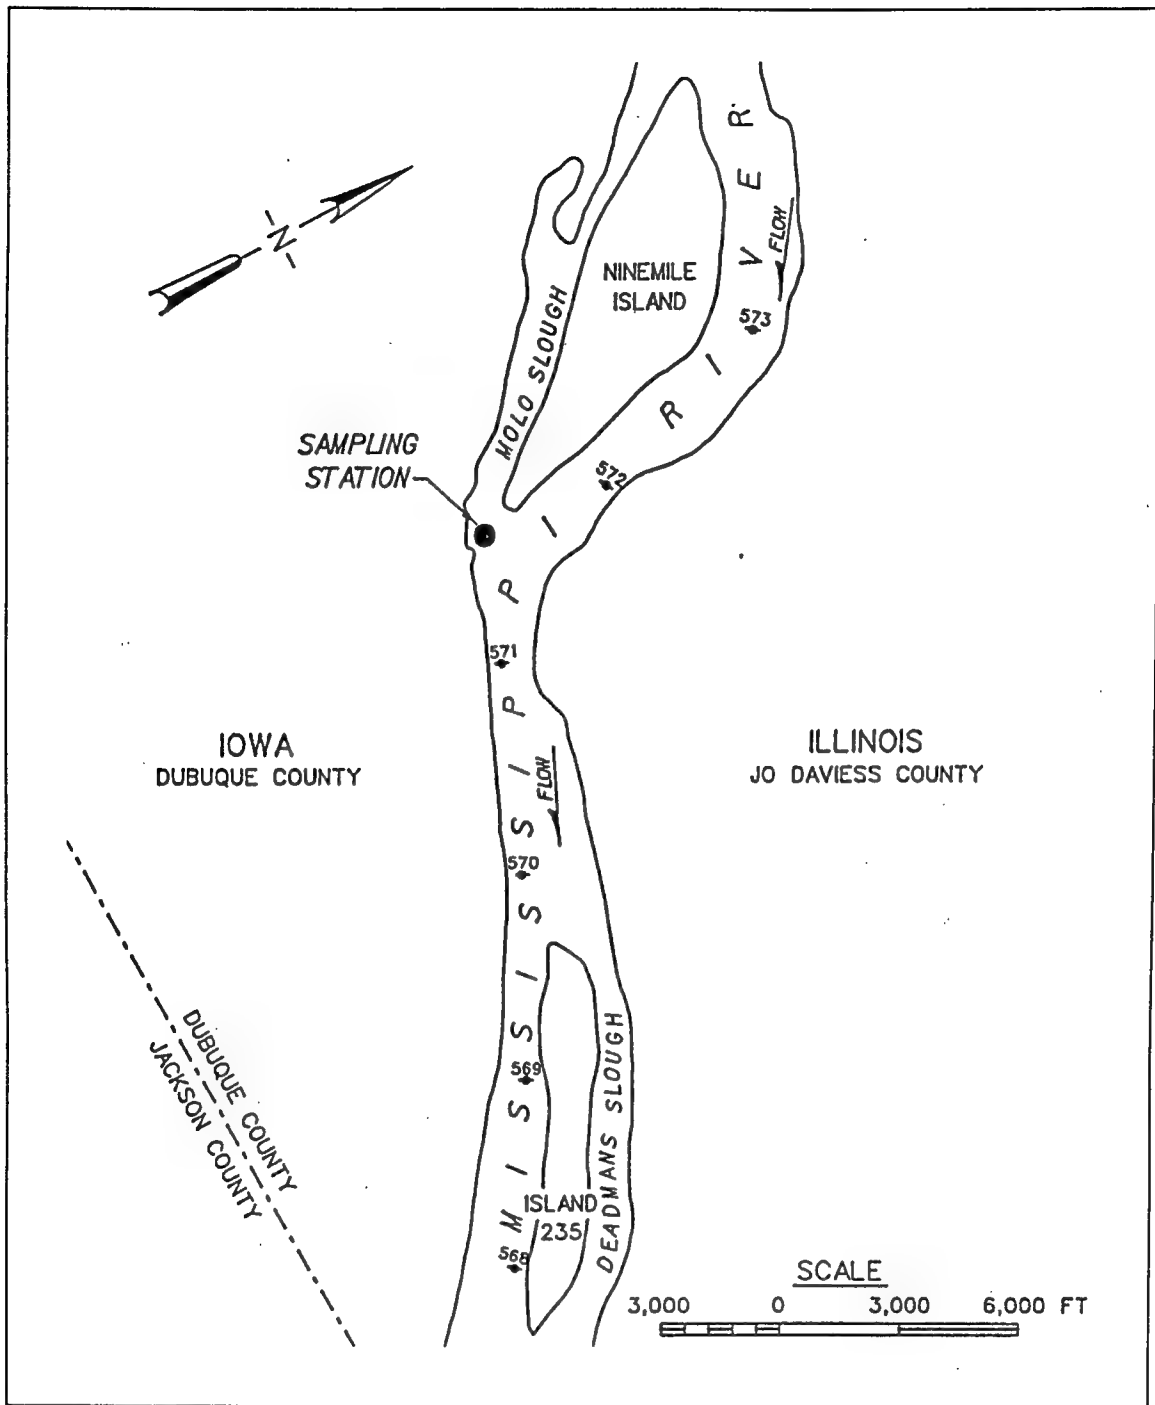 MISSISSIPPI RIVER
-N-
FLOW
NINEMILE
ISLAND
573
MOLO SLOUGH
572
SAMPLING
STATION
571
IOWA
DUBUQUE COUNTY
ILLINOIS
JO DAVIESS COUNTY
FLOW
570
569
DUBUQUE COUNTY
JACKSON COUNTY
DEADMANS SLOUGH
ISLAND
235
568
SCALE
3,000 0 3,000 6,000 FT